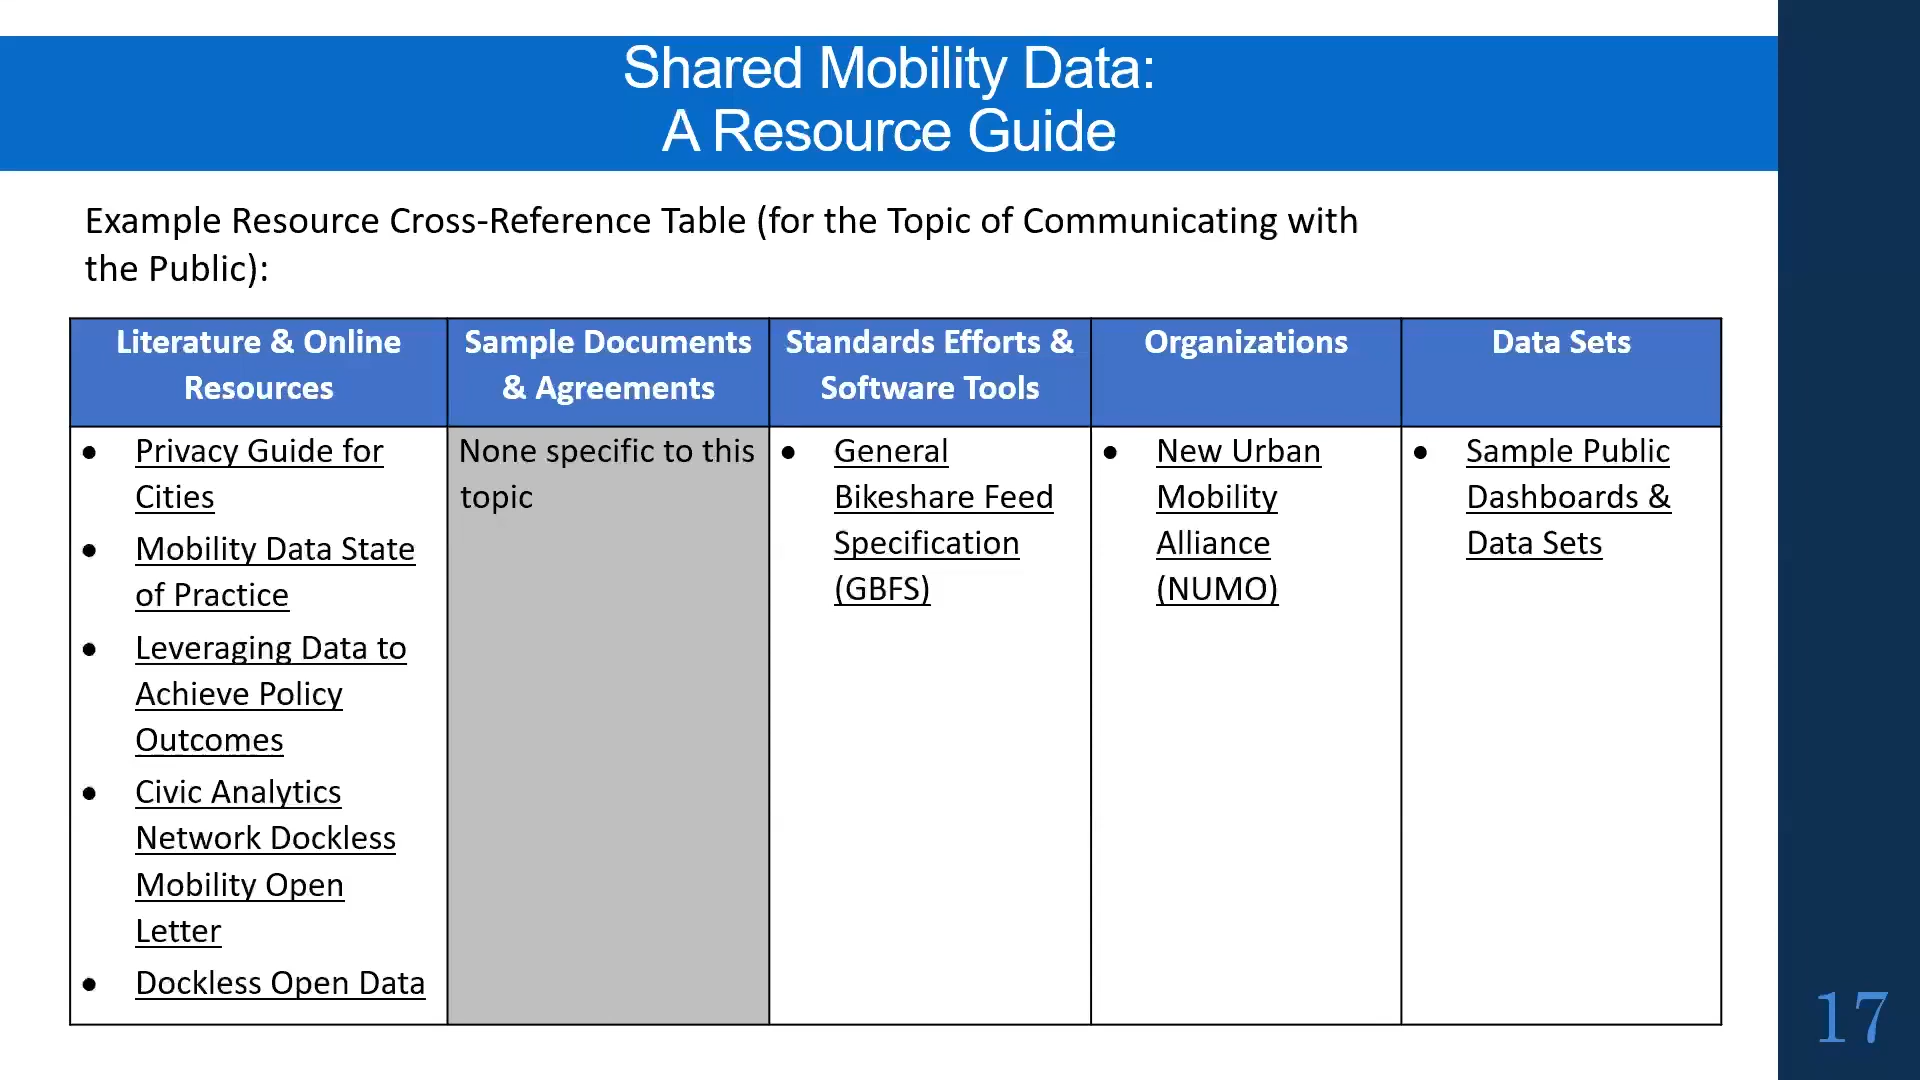 Shared Mobility Data:
A Resource Guide
Example Resource Cross-Reference Table (for the Topic of Communicating with
the Public):
Literature & Online
Resources
Sample Documents
& Agreements
Standards Efforts &
Software Tools
Organizations
Data Sets
• Privacy Guide for
Cities
• Mobility Data State
of Practice
• Leveraging Data to
Achieve Policy
Outcomes
• Civic Analytics
Network Dockless
Mobility Open
Letter
• Dockless Open Data
None specific to this
topic
• General
Bikeshare Feed
Specification
(GBFS)
• New Urban
Mobility
Alliance
(NUMO)
• Sample Public
Dashboards &
Data Sets
17